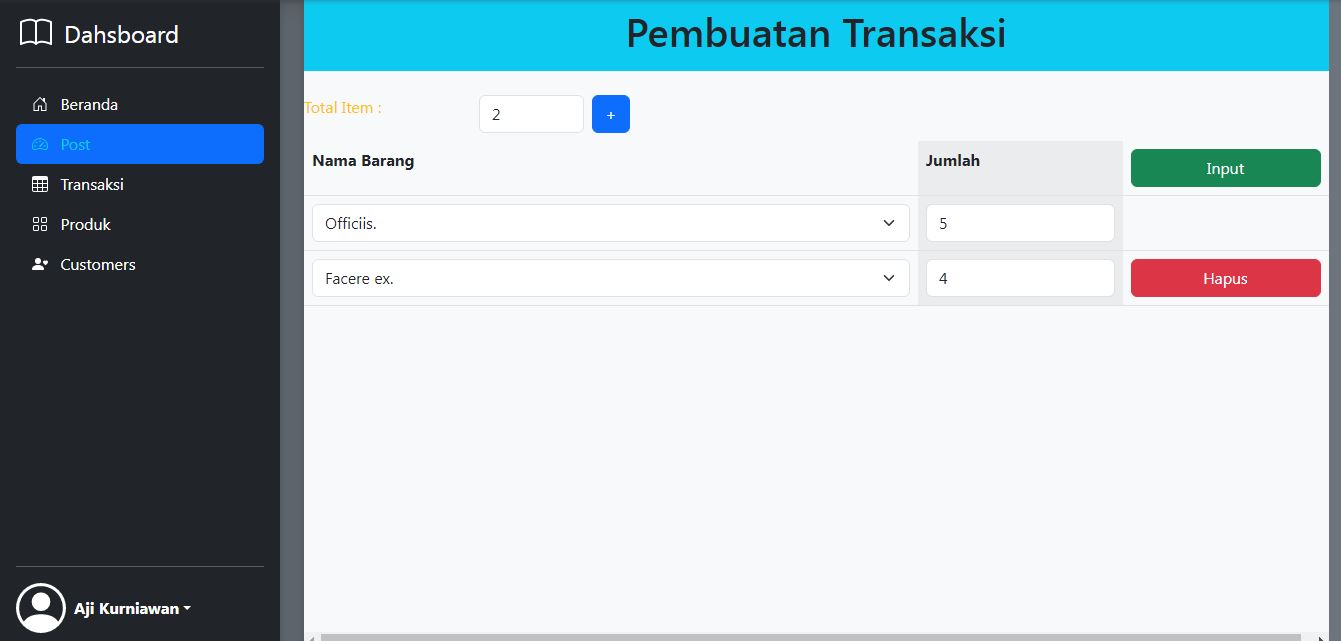 Dahsboard
Beranda
Post
Transaksi
Produk
Customers
Aji Kurniawan
Pembuatan Transaksi
Total Item : 2 +
Nama Barang Jumlah Input
Officiis. 5
Facere ex. 4 Hapus